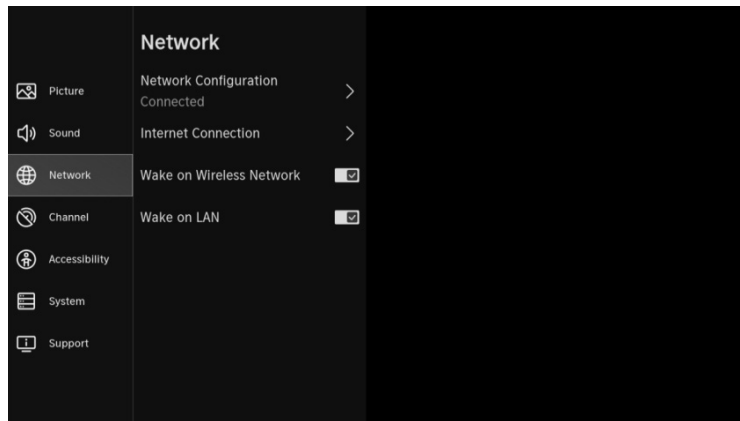 Network
Network Configuration
Connected
Internet Connection
Wake on Wireless Network
Wake on LAN
Picture
Sound
Network
Channel
Accessibility
System
Support